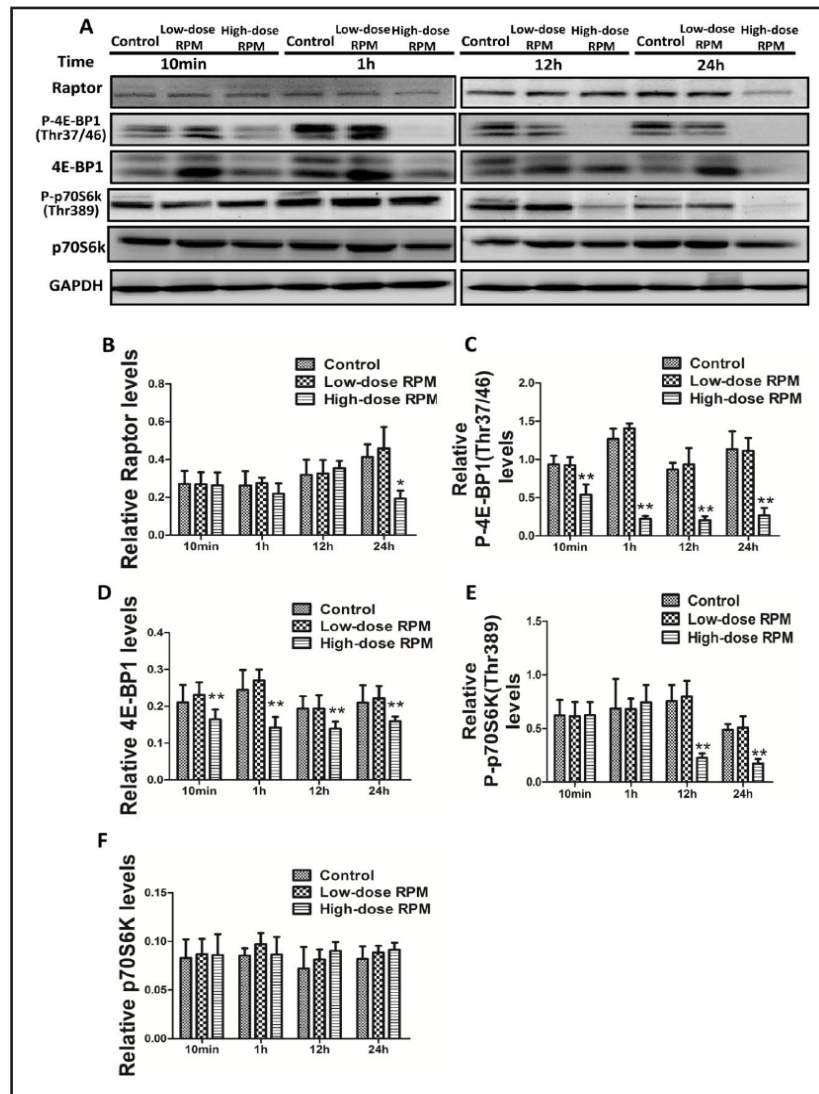 A
Control Low-dose RPM High-dose RPM Control Low-dose RPM High-dose RPM Control Low-dose RPM High-dose RPM Control Low-dose RPM High-dose RPM
Time 10min 1h 12h 24h
Raptor
P-4E-BP1
(Thr37/46)
4E-BP1
P-p70S6k
(Thr389)
p70S6k
GAPDH
B
Relative Raptor levels
Control
Low-dose RPM
High-dose RPM
0.8
0.6
0.4
0.2
0.0
*
10min 1h 12h 24h
C
Relative
P-4E-BP1(Thr37/46)
levels
Control
Low-dose RPM
High-dose RPM
2.0
1.5
1.0
0.5
0.0
** ** ** **
10min 1h 12h 24h
D
Relative 4E-BP1 levels
Control
Low-dose RPM
High-dose RPM
0.4
0.3
0.2
0.1
0.0
** ** ** **
10min 1h 12h 24h
E
Relative
P-p70S6K(Thr389)
levels
Control
Low-dose RPM
High-dose RPM
1.5
1.0
0.5
0.0
** **
10min 1h 12h 24h
F
Relative p70S6K levels
Control
Low-dose RPM
High-dose RPM
0.15
0.10
0.05
0.00
10min 1h 12h 24h